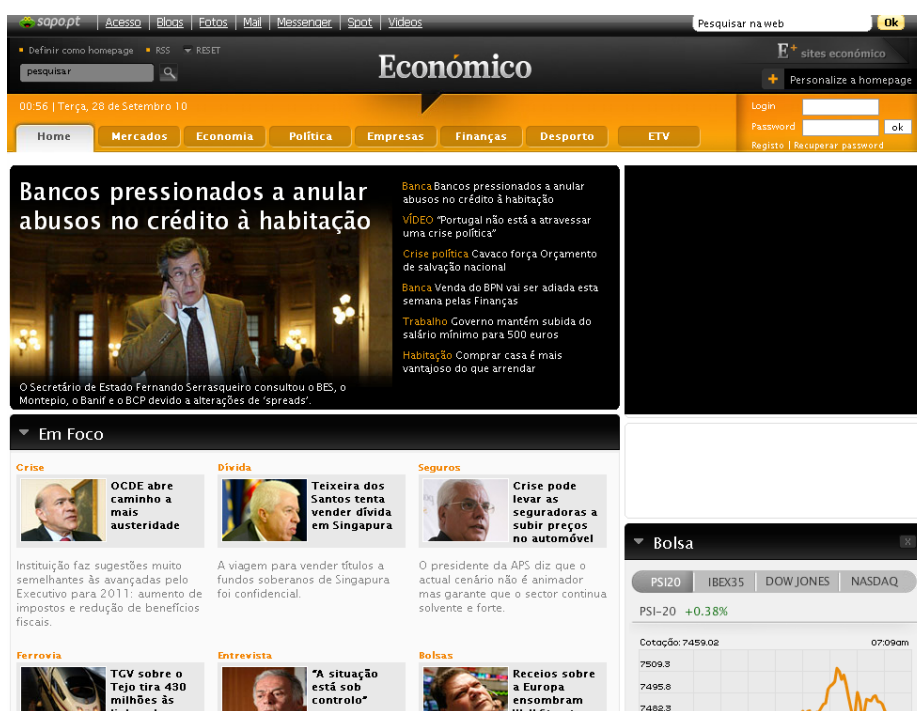 sapo.pt Acesso Blogs Fotos Mail Messenger Spot Videos Pesquisar na web Ok
Definir como homepage RSS RESET
E+ sites económico
pesquisar
Económico
+ Personalize a homepage
00:56 | Terça, 28 de Setembro 10
Login
Password ok
Registo | Recuperar password
Home Mercados Economia Política Empresas Finanças Desporto ETV
Bancos pressionados a anular
abusos no crédito à habitação
O Secretário de Estado Fernando Serrasqueiro consultou o BES, o
Montepio, o Banif e o BCP devido a alterações de ‘spreads’.
Banca Bancos pressionados a anular
abusos no crédito à habitação
VÍDEO “Portugal não está a atravessar
uma crise política”
Crise política Cavaco força Orçamento
de salvação nacional
Banca Venda do BPN vai ser adiada esta
semana pelas Finanças
Trabalho Governo mantém subida do
salário mínimo para 500 euros
Habitação Comprar casa é mais
vantajoso do que arrendar
Em Foco
Crise
OCDE abre
caminho a
mais
austeridade
Instituição faz sugestões muito
semelhantes às avançadas pelo
Executivo para 2011: aumento de
impostos e redução de benefícios
fiscais.
Dívida
Teixeira dos
Santos tenta
vender dívida
em Singapura
A viagem para vender títulos a
fundos soberanos de Singapura
foi confidencial.
Seguros
Crise pode
levar as
seguradoras a
subir preços
no automóvel
O presidente da APS diz que o
actual cenário não é animador
mas garante que o sector continua
solvente e forte.
Ferrovia
TGV sobre o
Tejo tira 430
milhões às
Entrevista
“A situação
está sob
controlo”
Bolsas
Receios sobre
a Europa
ensombram
Bolsa x
PSI20 IBEX35 DOW JONES NASDAQ
PSI-20 +0.38%
Cotação: 7459.02 07:09am
7509.3
7495.8
7482.3